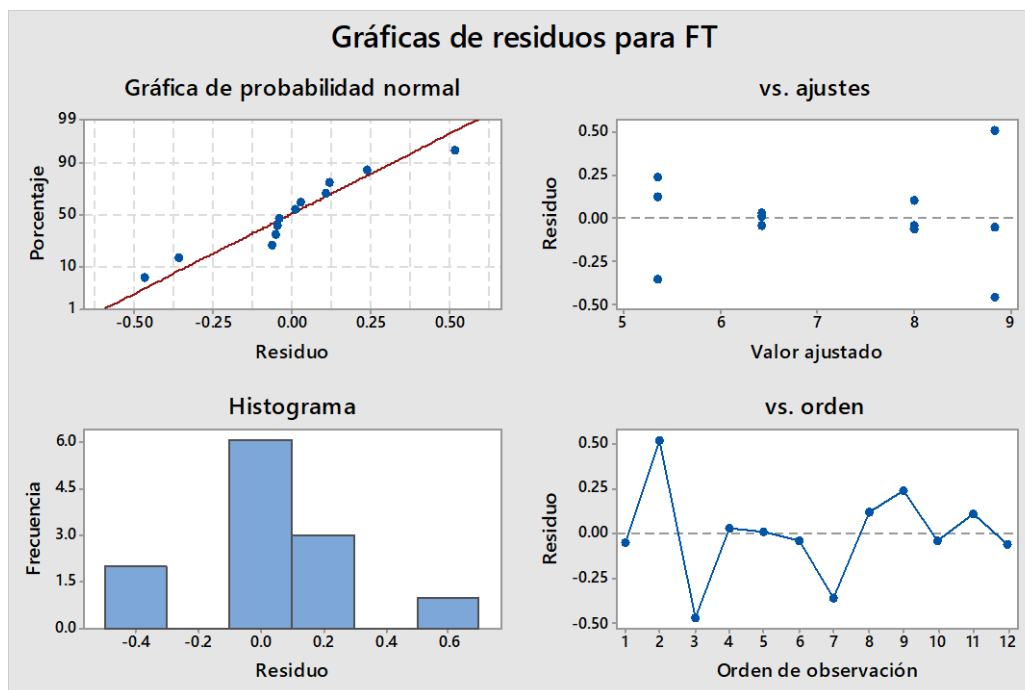 Gráficas de residuos para FT
Gráfica de probabilidad normal
99
90
50
10
1
Porcentaje
-0.50 -0.25 0.00 0.25 0.50
Residuo
vs. ajustes
0.50
0.25
0.00
-0.25
-0.50
Residuo
5 6 7 8 9
Valor ajustado
Histograma
6.0
4.5
3.0
1.5
0.0
Frecuencia
-0.4 -0.2 0.0 0.2 0.4 0.6
Residuo
vs. orden
0.50
0.25
0.00
-0.25
-0.50
Residuo
1 2 3 4 5 6 7 8 9 10 11 12
Orden de observación